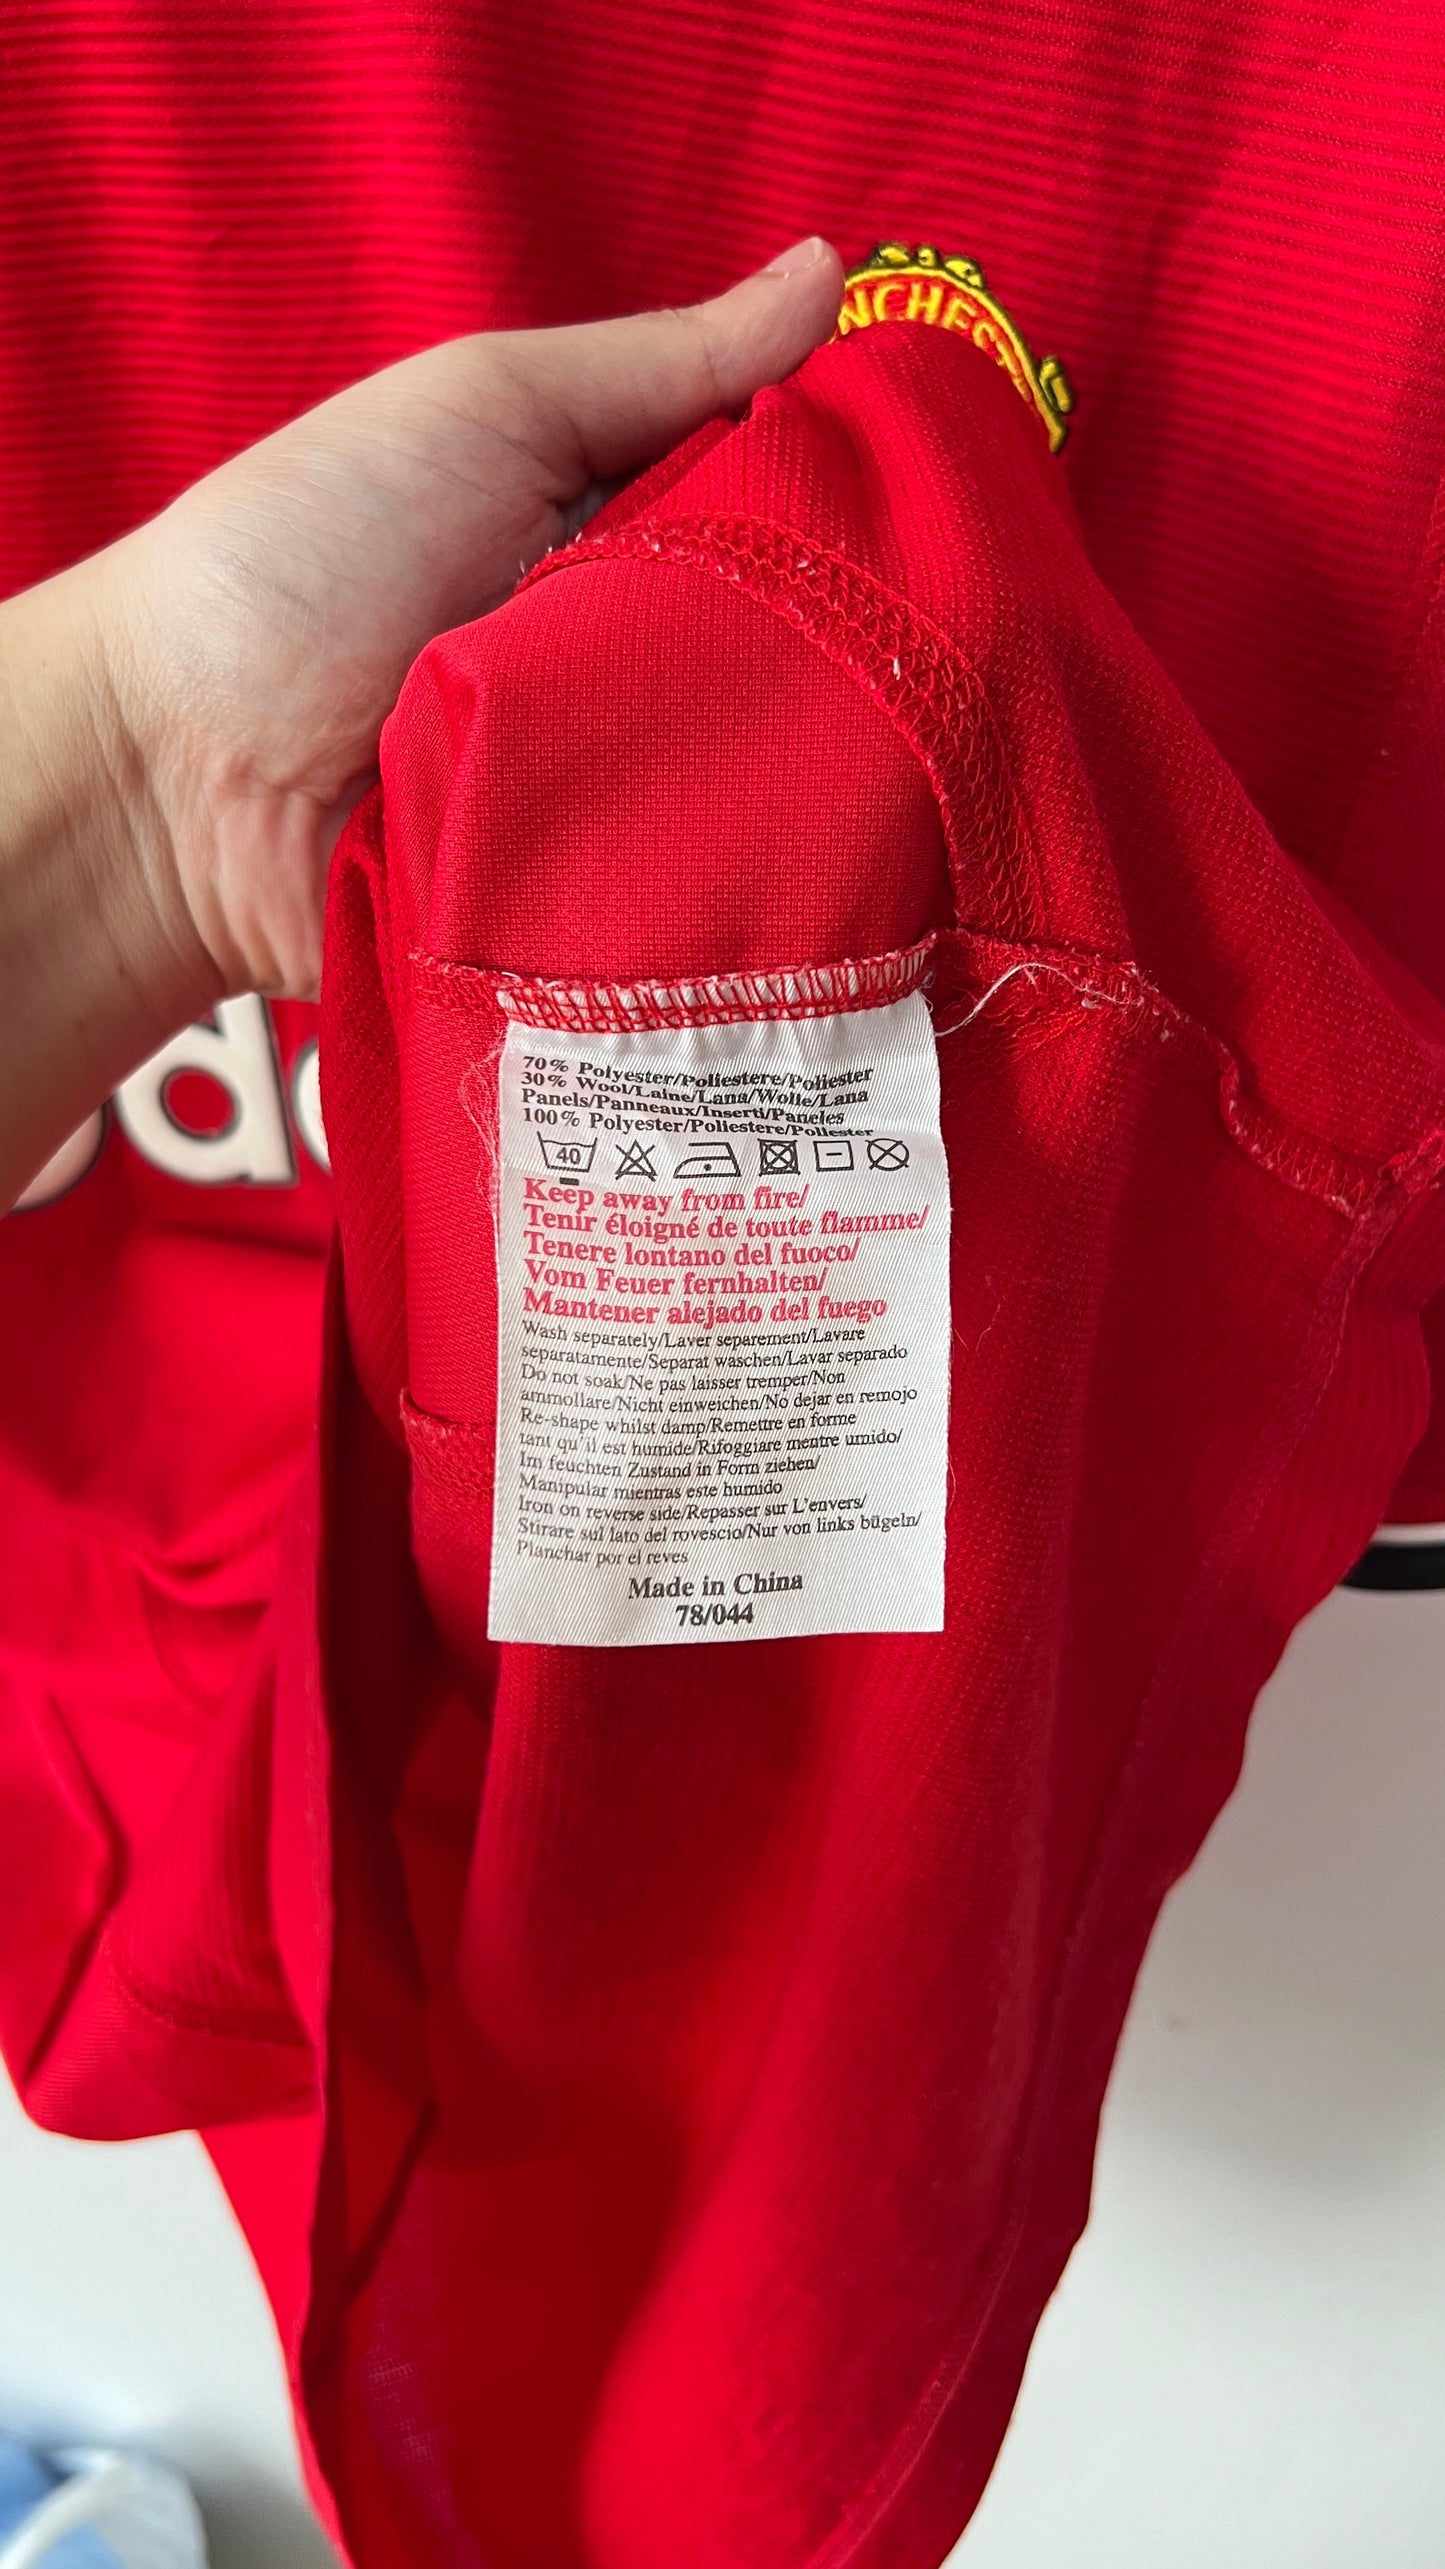 NCHEST
da
70% Polyester/Poliestere/Poliester
30% Wool/Laine/Lana/Wolle/Lana
Panels/Panneaux/Inserti/Paneles
100% Polyester/Poliestere/Poliester
40
Keep away from fire/
Tenir éloigné de toute flamme/
Tenere lontano del fuoco/
Vom Feuer fernhalten/
Mantener alejado del fuego
Wash separately/Laver separement/Lavare
separatamente/Separat waschen/Lavar separado
Do not soak/Ne pas laisser tremper/Non
ammollare/Nicht einweichen/No dejar en remojo
Re-shape whilst damp/Remettre en forme
tant qu'il est humide/Rifoggiare mentre umido/
Im feuchten Zustand in Form ziehen/
Manipular mientras este humido
Iron on reverse side/Repasser sur L'envers/
Stirare sul lato del rovescio/Nur von links bügeln/
Planchar por el reves
Made in China
78/044